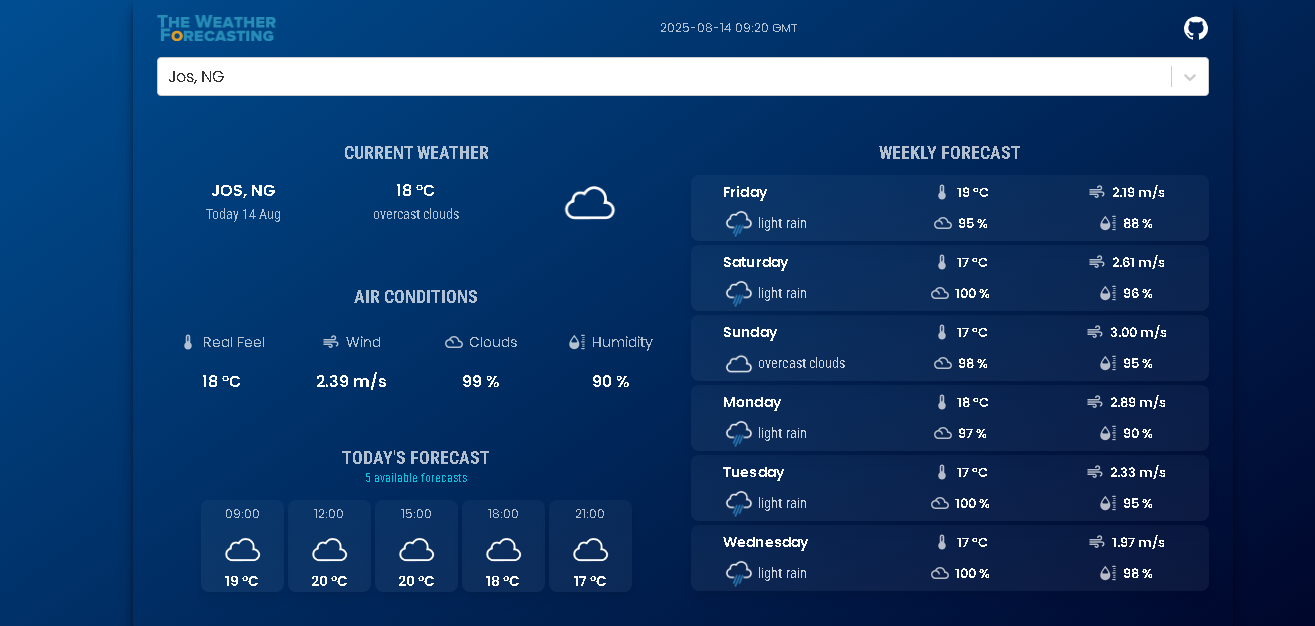 THE WEATHER
FORECASTING
2025-08-14 09:20 GMT
Jos, NG
CURRENT WEATHER
JOS, NG
18 °C
Today 14 Aug
overcast clouds
AIR CONDITIONS
Real Feel
Wind
Clouds
Humidity
18 °C
2.39 m/s
99 %
90 %
TODAY'S FORECAST
5 available forecasts
09:00
12:00
15:00
18:00
21:00
19 °C
20 °C
20 °C
18 °C
17 °C
WEEKLY FORECAST
Friday
19 °C
2.19 m/s
light rain
95 %
88 %
Saturday
17 °C
2.61 m/s
light rain
100 %
96 %
Sunday
17 °C
3.00 m/s
overcast clouds
98 %
95 %
Monday
18 °C
2.89 m/s
light rain
97 %
90 %
Tuesday
17 °C
2.33 m/s
light rain
100 %
95 %
Wednesday
17 °C
1.97 m/s
light rain
100 %
98 %